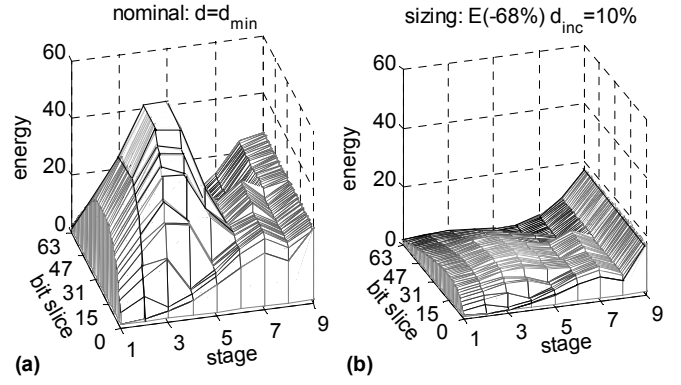 nominal: d=d_min
sizing: E(-68%) d_inc=10%
60
40
20
0
energy
63
47
31
15
0
bit slice
1
3
5
7
9
stage
(a)
60
40
20
0
energy
63
47
31
15
0
bit slice
1
3
5
7
9
stage
(b)